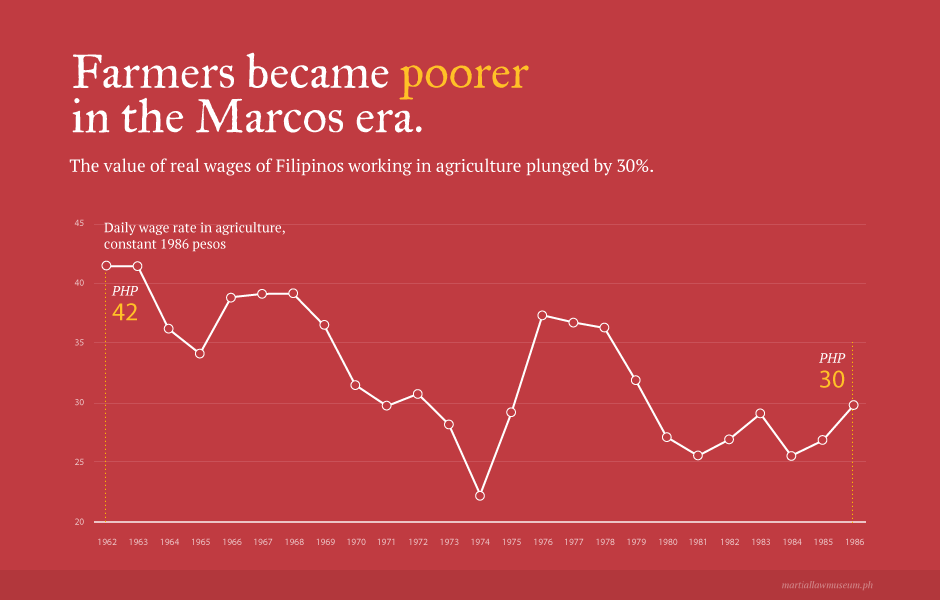 Farmers became poorer
in the Marcos era.
The value of real wages of Filipinos working in agriculture plunged by 30%.
45
Daily wage rate in agriculture,
constant 1986 pesos
40
PHP
42
35
PHP
30
30
25
20
1962 1963 1964 1965 1966 1967 1968 1969 1970 1971 1972 1973 1974 1975 1976 1977 1978 1979 1980 1981 1982 1983 1984 1985 1986
martiallawmuseum.ph